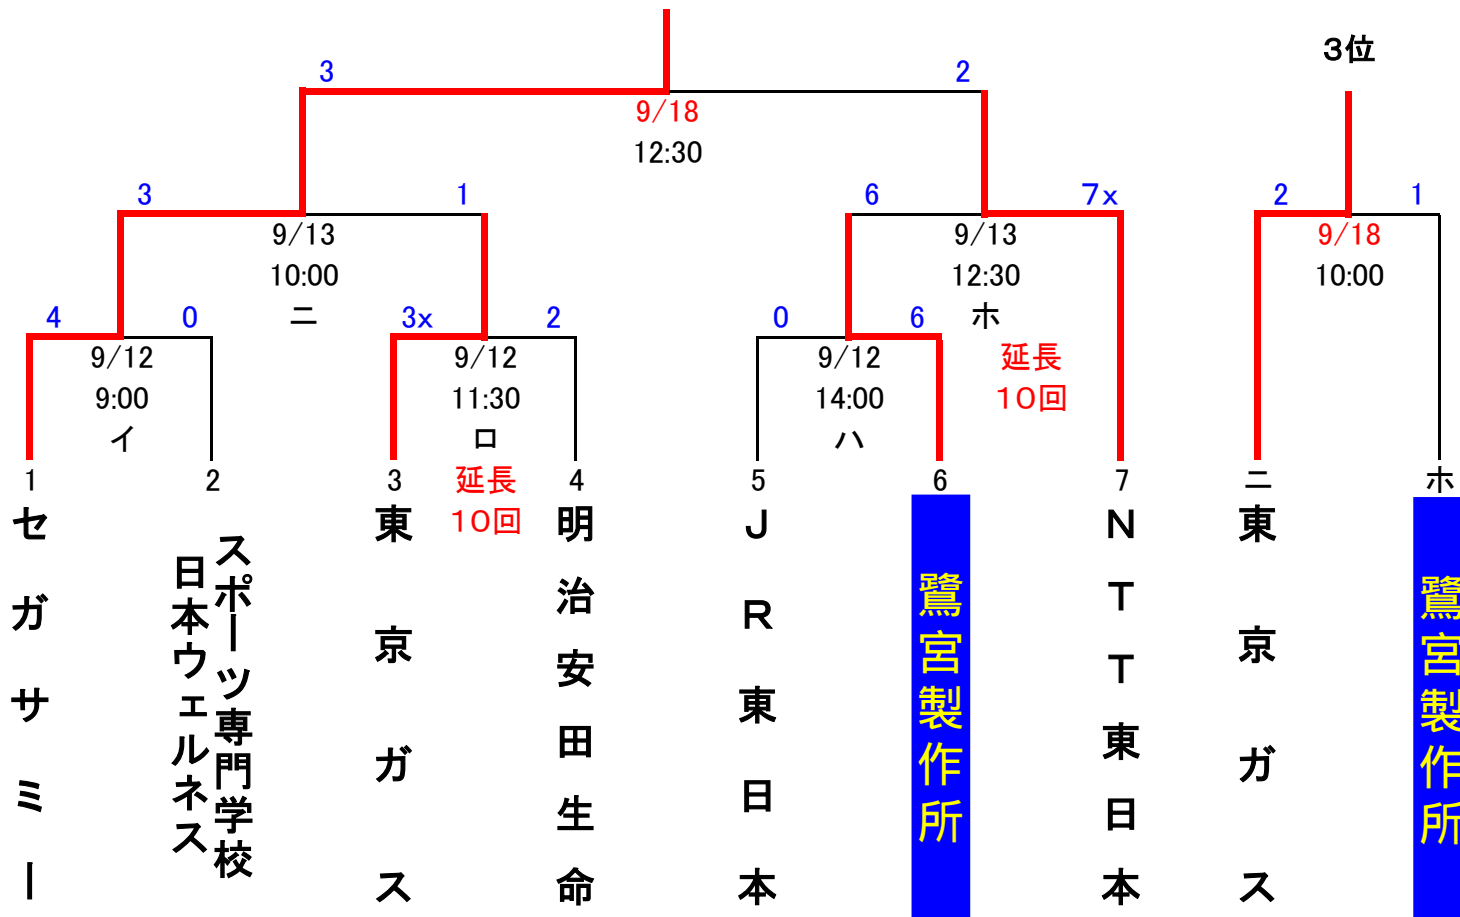 ３位
3
2
9/18
12:30
3
1
6
7x
2
1
9/13
10:00
ニ
9/13
12:30
ホ
9/18
10:00
4
0
3x
2
0
6
9/12
9:00
イ
9/12
11:30
ロ
9/12
14:00
ハ
延長
１０回
1
2
3
延長
１０回
4
5
6
7
ニ
ホ
セガサミー
日本ウェルネス
スポーツ専門学校
東京ガス
明治安田生命
ＪＲ東日本
鷺宮製作所
ＮＴＴ東日本
東京ガス
鷺宮製作所